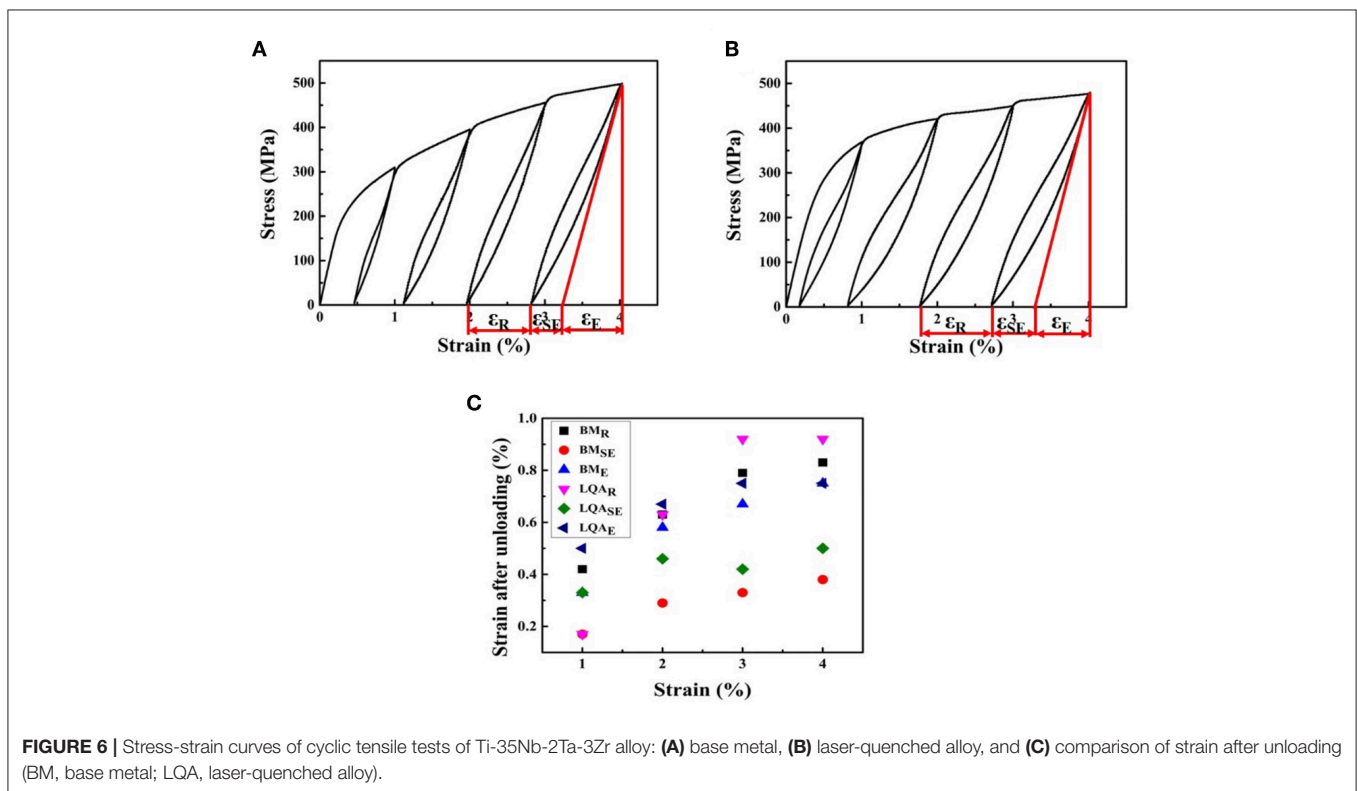 A
500
400
300
200
100
0
Stress (MPa)
0 1 2 3 4
εR εSE εE
Strain (%)
B
500
400
300
200
100
0
Stress (MPa)
0 1 2 3 4
εR εSE εE
Strain (%)
C
1.0
0.8
0.6
0.4
0.2
Strain after unloading (%)
BMR
BMSE
BME
LQAR
LQASE
LQAE
1 2 3 4
Strain (%)
FIGURE 6 | Stress-strain curves of cyclic tensile tests of Ti-35Nb-2Ta-3Zr alloy: (A) base metal, (B) laser-quenched alloy, and (C) comparison of strain after unloading
(BM, base metal; LQA, laser-quenched alloy).